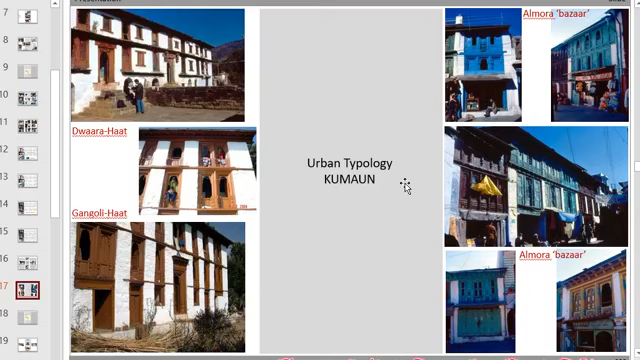 Presentation
Slide
7
8
9
10
11
12
13
14
15
16
17
18
19
Almora 'bazaar'
Dwaara-Haat
Urban Typology
KUMAUN
Gangoli-Haat
Almora 'bazaar'